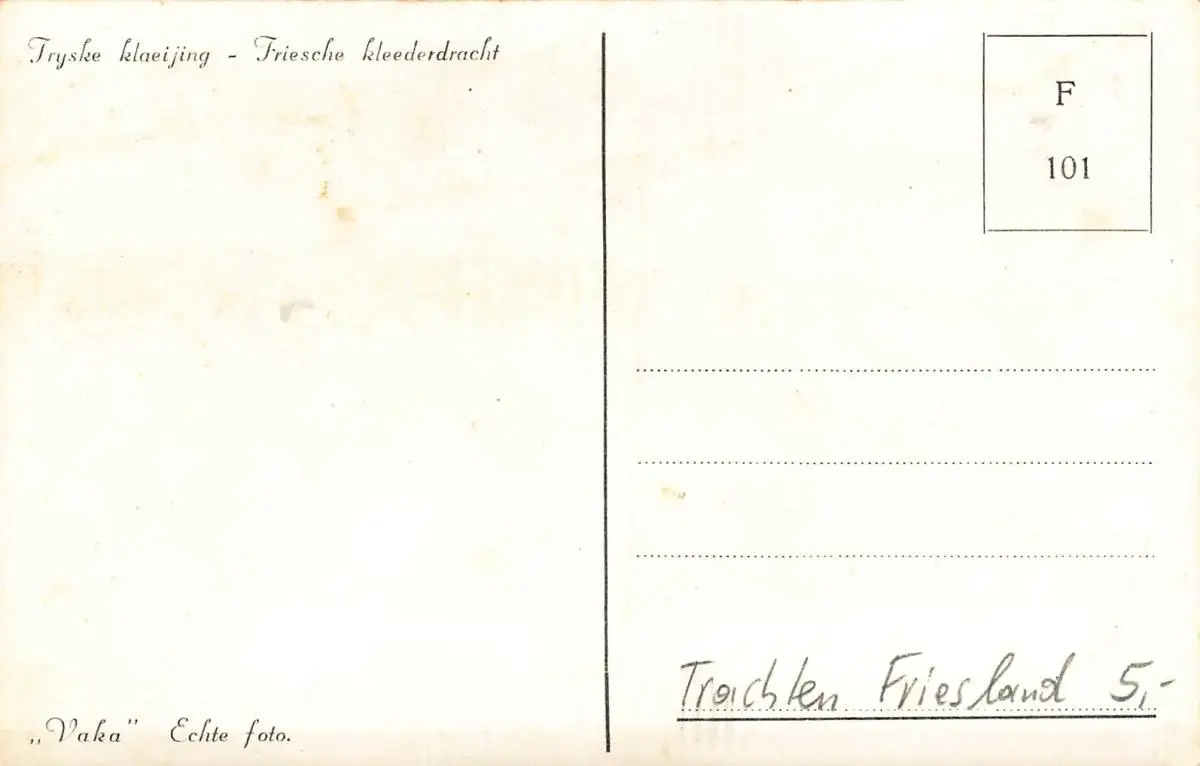 Fryske klaeijing - Friesche kleederdracht
F
101
Trachten Friesland 5,-
„Vaka" Echte foto.